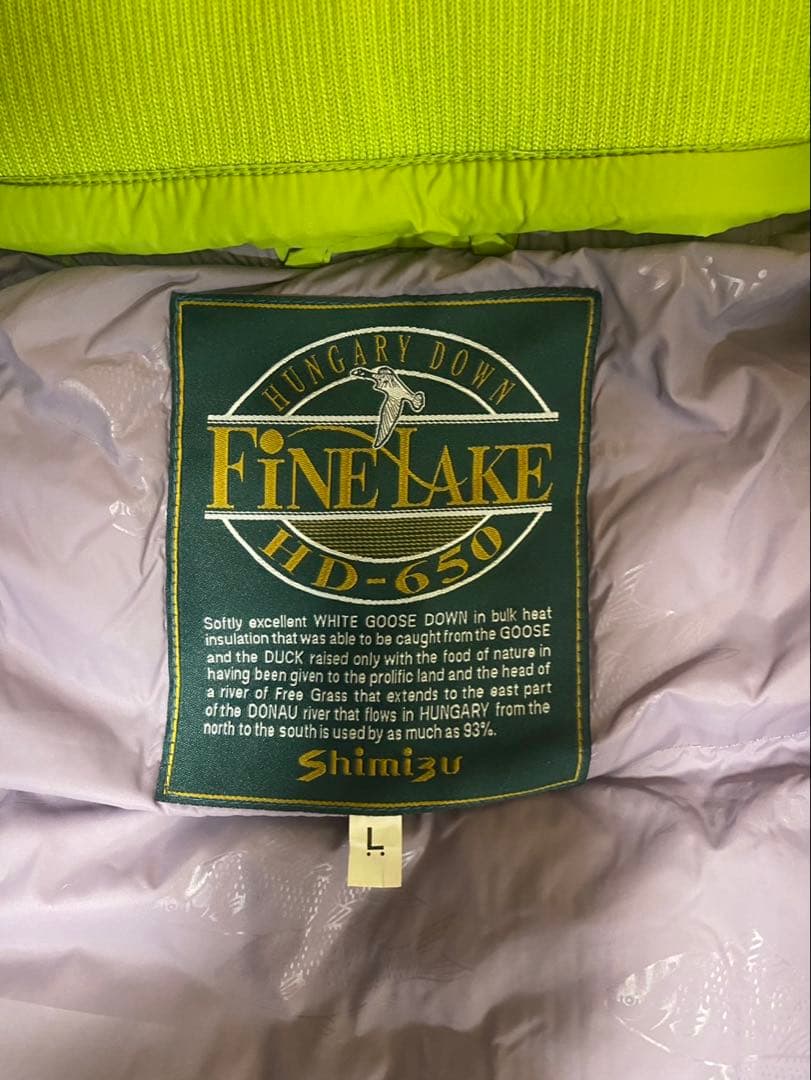 HUNGARY DOWN
FINE LAKE
HD-650
Softly excellent WHITE GOOSE DOWN in bulk heat
insulation that was able to be caught from the GOOSE
and the DUCK raised only with the food of nature in
having been given to the prolific land and the head of
a river of Free Grass that extends to the east part
of the DONAU river that flows in HUNGARY from the
north to the south is used by as much as 93%.
Shimizu
L